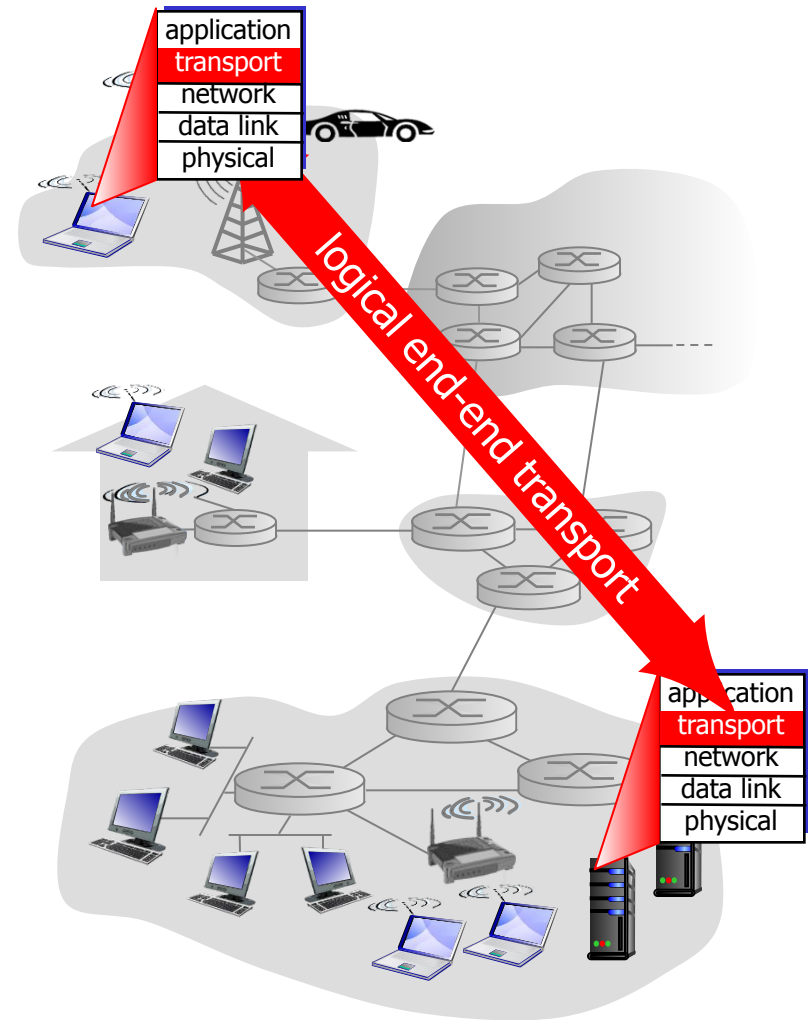 application
transport
network
data link
physical
logical end-end transport
application
transport
network
data link
physical